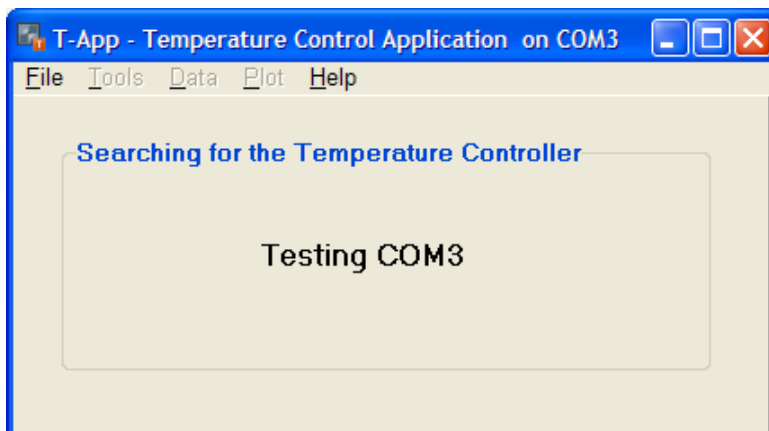 T-App - Temperature Control Application on COM3
File Tools Data Plot Help
Searching for the Temperature Controller
Testing COM3